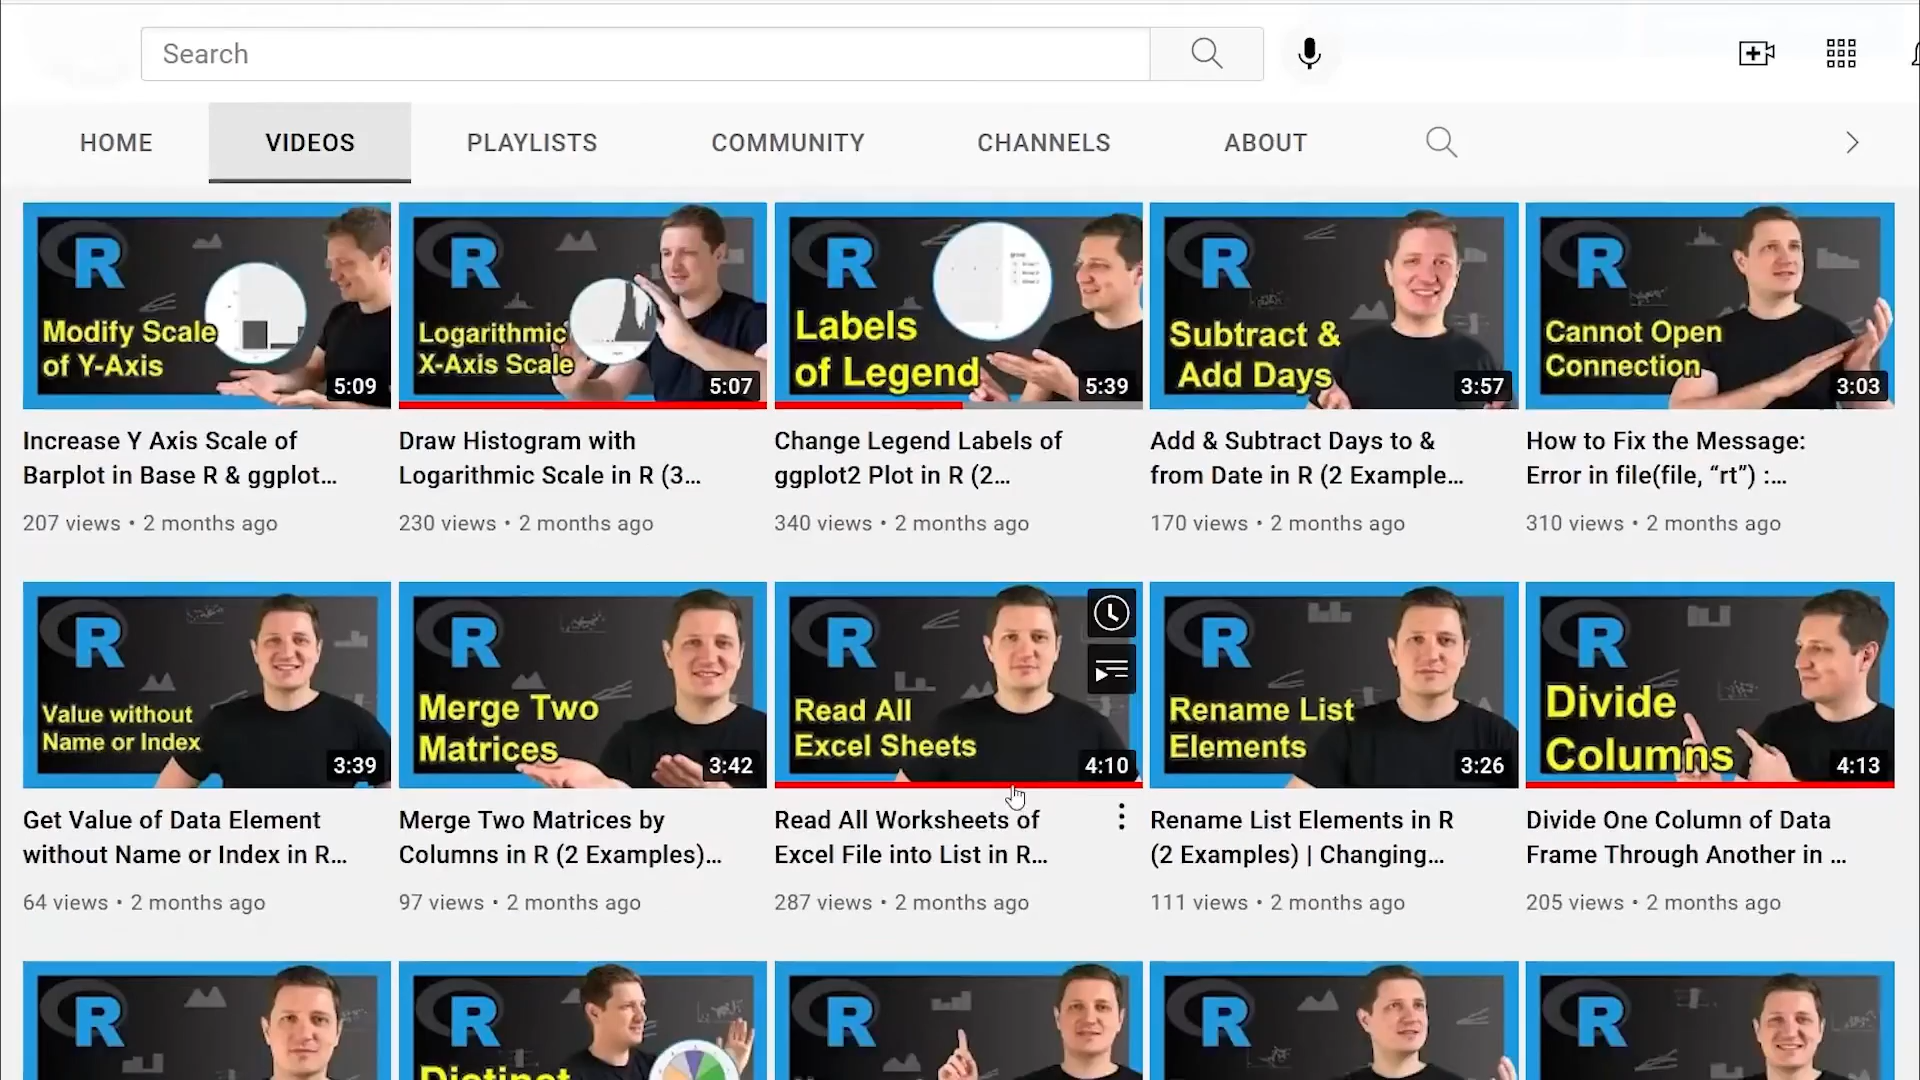 Search
HOME
VIDEOS
PLAYLISTS
COMMUNITY
CHANNELS
ABOUT
R
Modify Scale
of Y-Axis
5:09
R
Logarithmic
X-Axis Scale
5:07
R
Labels
of Legend
5:39
R
Subtract &
Add Days
3:57
R
Cannot Open
Connection
3:03
Increase Y Axis Scale of
Barplot in Base R & ggplot...
207 views • 2 months ago
Draw Histogram with
Logarithmic Scale in R (3...
230 views • 2 months ago
Change Legend Labels of
ggplot2 Plot in R (2...
340 views • 2 months ago
Add & Subtract Days to &
from Date in R (2 Example...
170 views • 2 months ago
How to Fix the Message:
Error in file(file, “rt”) :...
310 views • 2 months ago
R
Value without
Name or Index
3:39
R
Merge Two
Matrices
3:42
R
Read All
Excel Sheets
4:10
R
Rename List
Elements
3:26
R
Divide
Columns
4:13
Get Value of Data Element
without Name or Index in R...
64 views • 2 months ago
Merge Two Matrices by
Columns in R (2 Examples)...
97 views • 2 months ago
Read All Worksheets of
Excel File into List in R...
287 views • 2 months ago
Rename List Elements in R
(2 Examples) | Changing...
111 views • 2 months ago
Divide One Column of Data
Frame Through Another in ...
205 views • 2 months ago
R
R
Distinct
R
R
R